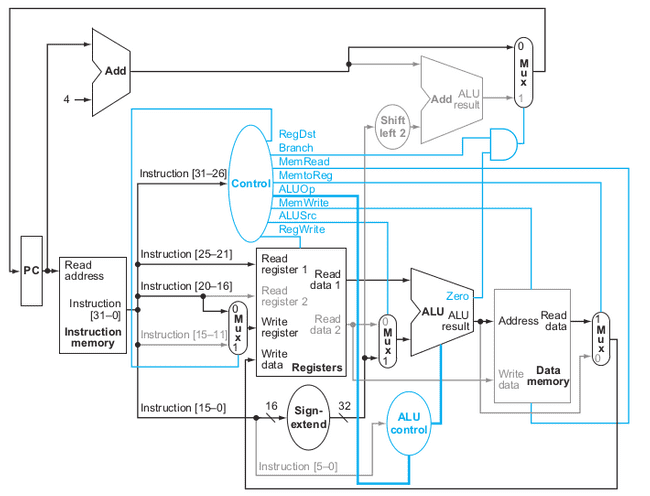 0
M
u
x
1
Add
4
Add ALU
result
Shift
left 2
RegDst
Branch
MemRead
MemtoReg
ALUOp
MemWrite
ALUSrc
RegWrite
Control
Instruction [31–26]
Instruction [25–21]
Instruction [20–16]
Instruction [15–11]
Instruction [15–0]
Instruction [5–0]
PC
Read
address
Instruction
[31–0]
Instruction
memory
0
M
u
x
1
Read
register 1
Read
register 2
Write
register
Write
data
Read
data 1
Read
data 2
Registers
0
M
u
x
1
Zero
ALU ALU
result
Address
Read
data
Write
data
Data
memory
1
M
u
x
0
16
Sign-
extend
32
ALU
control